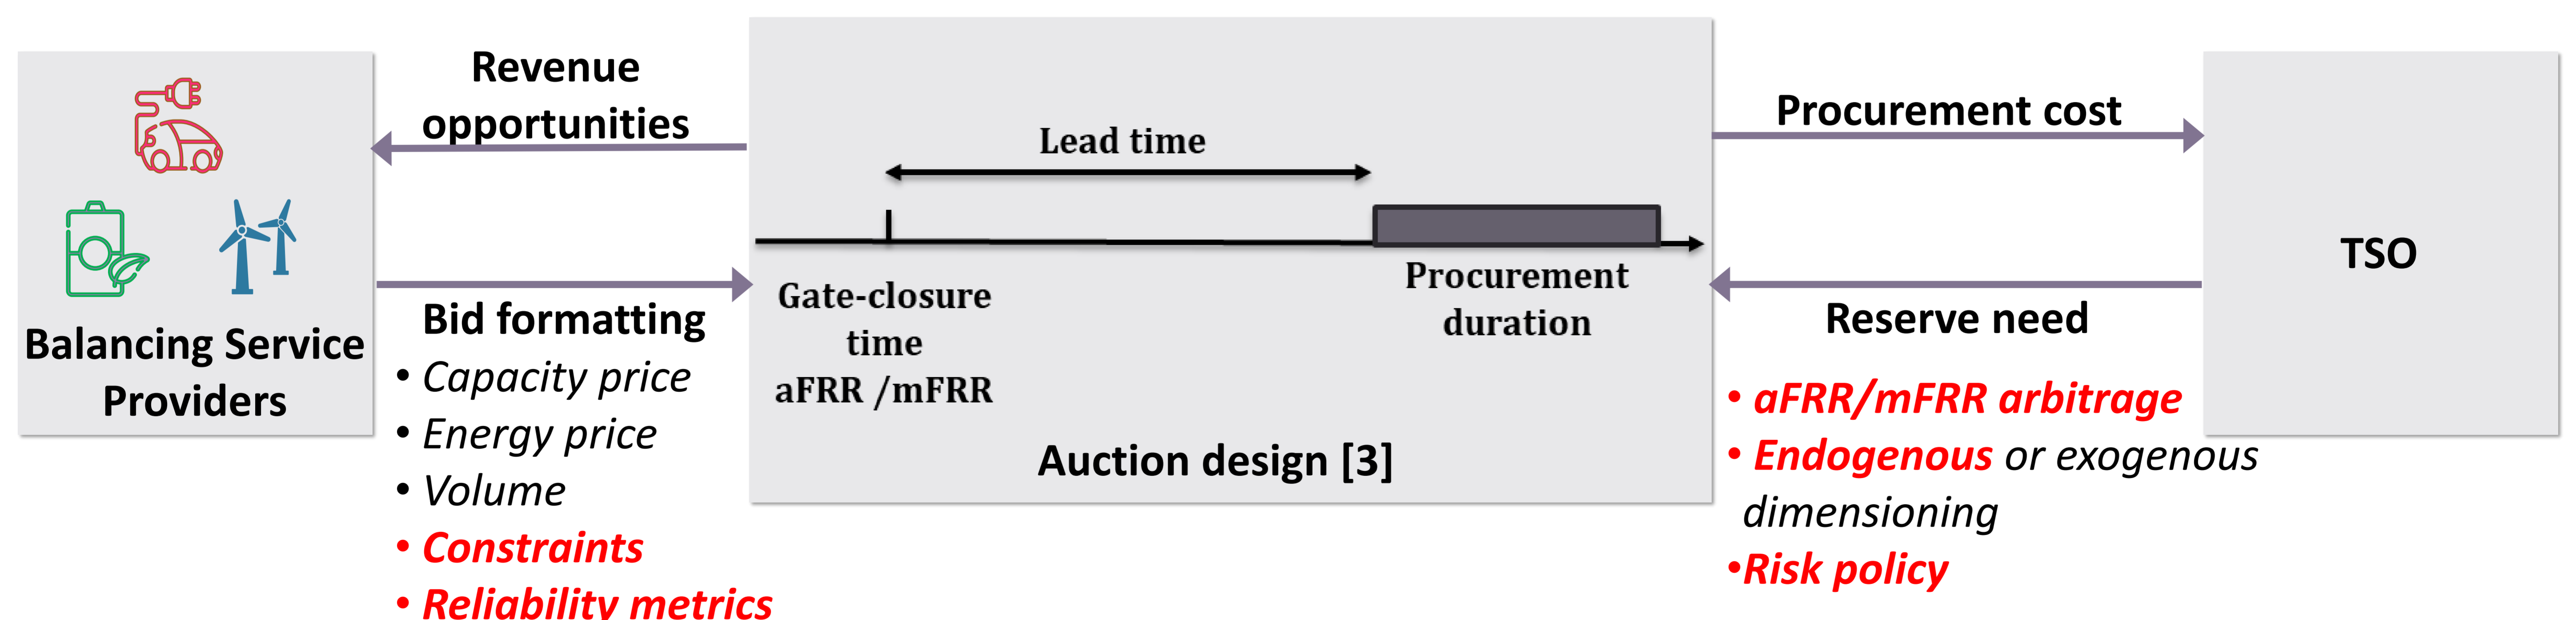 Balancing Service
Providers
Revenue
opportunities
Bid formatting
• Capacity price
• Energy price
• Volume
• Constraints
• Reliability metrics
Lead time
Gate-closure
time
aFRR /mFRR
Procurement
duration
Auction design [3]
Procurement cost
Reserve need
• aFRR/mFRR arbitrage
• Endogenous or exogenous
dimensioning
•Risk policy
TSO